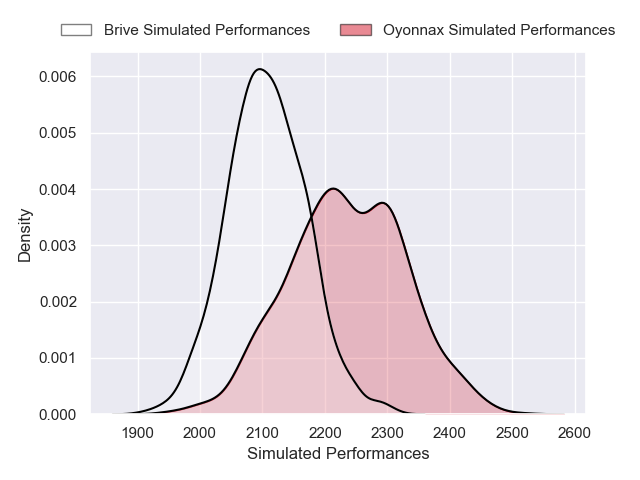 Brive Simulated Performances
Oyonnax Simulated Performances
0.006
0.005
0.004
0.003
0.002
0.001
0.000
Density
1900 2000 2100 2200 2300 2400 2500 2600
Simulated Performances